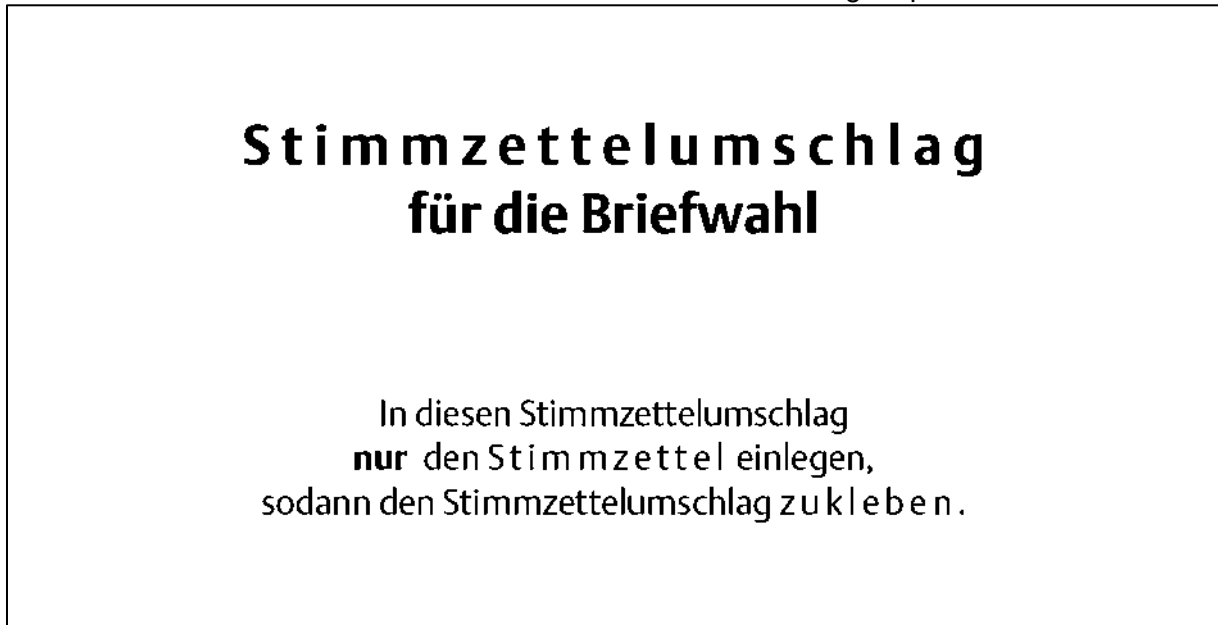 Stimmzettelumschlag
für die Briefwahl
In diesen Stimmzettelumschlag
nur den Stimmzettel einlegen,
sodann den Stimmzettelumschlag zukleben.